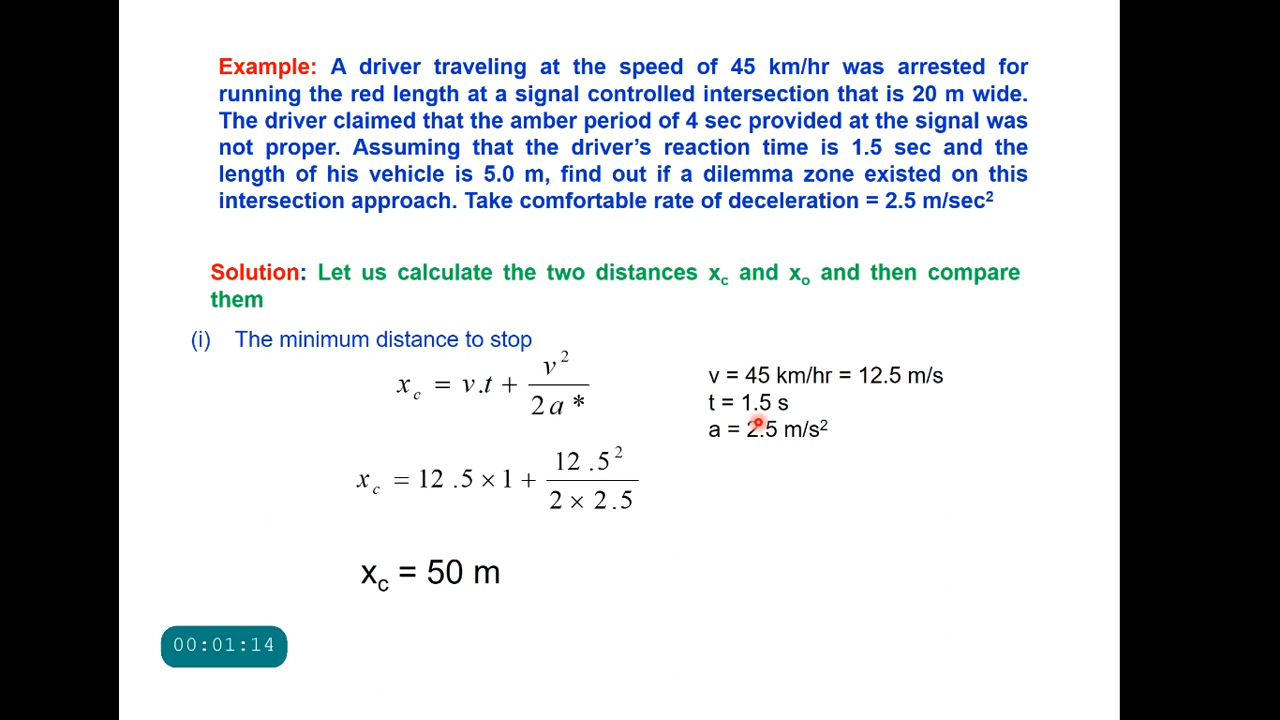 Example: A driver traveling at the speed of 45 km/hr was arrested for
running the red length at a signal controlled intersection that is 20 m wide.
The driver claimed that the amber period of 4 sec provided at the signal was
not proper. Assuming that the driver's reaction time is 1.5 sec and the
length of his vehicle is 5.0 m, find out if a dilemma zone existed on this
intersection approach. Take comfortable rate of deceleration = 2.5 m/sec²
Solution: Let us calculate the two distances x_c and x_o and then compare
them
(i) The minimum distance to stop
x_c = v.t + v² / 2a*
v = 45 km/hr = 12.5 m/s
t = 1.5 s
a = 2.5 m/s²
x_c = 12.5 × 1 + 12.5² / 2 × 2.5
x_c = 50 m
00:01:14